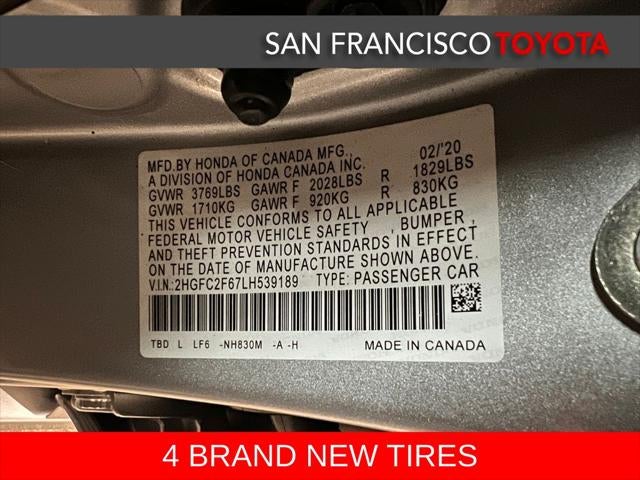 SAN FRANCISCO TOYOTA
MFD.BY HONDA OF CANADA MFG., 02/'20
A DIVISION OF HONDA CANADA INC.
GVWR 3769LBS GAWR F 2028LBS R 1829LBS
GVWR 1710KG GAWR F 920KG R 830KG
THIS VEHICLE CONFORMS TO ALL APPLICABLE
FEDERAL MOTOR VEHICLE SAFETY , BUMPER ,
AND THEFT PREVENTION STANDARDS IN EFFECT
ON THE DATE OF MANUFACTURE SHOWN ABOVE.
V.I.N.:2HGFC2F67LH539189 TYPE: PASSENGER CAR
TBD L LF6 -NH830M -A -H MADE IN CANADA
4 BRAND NEW TIRES